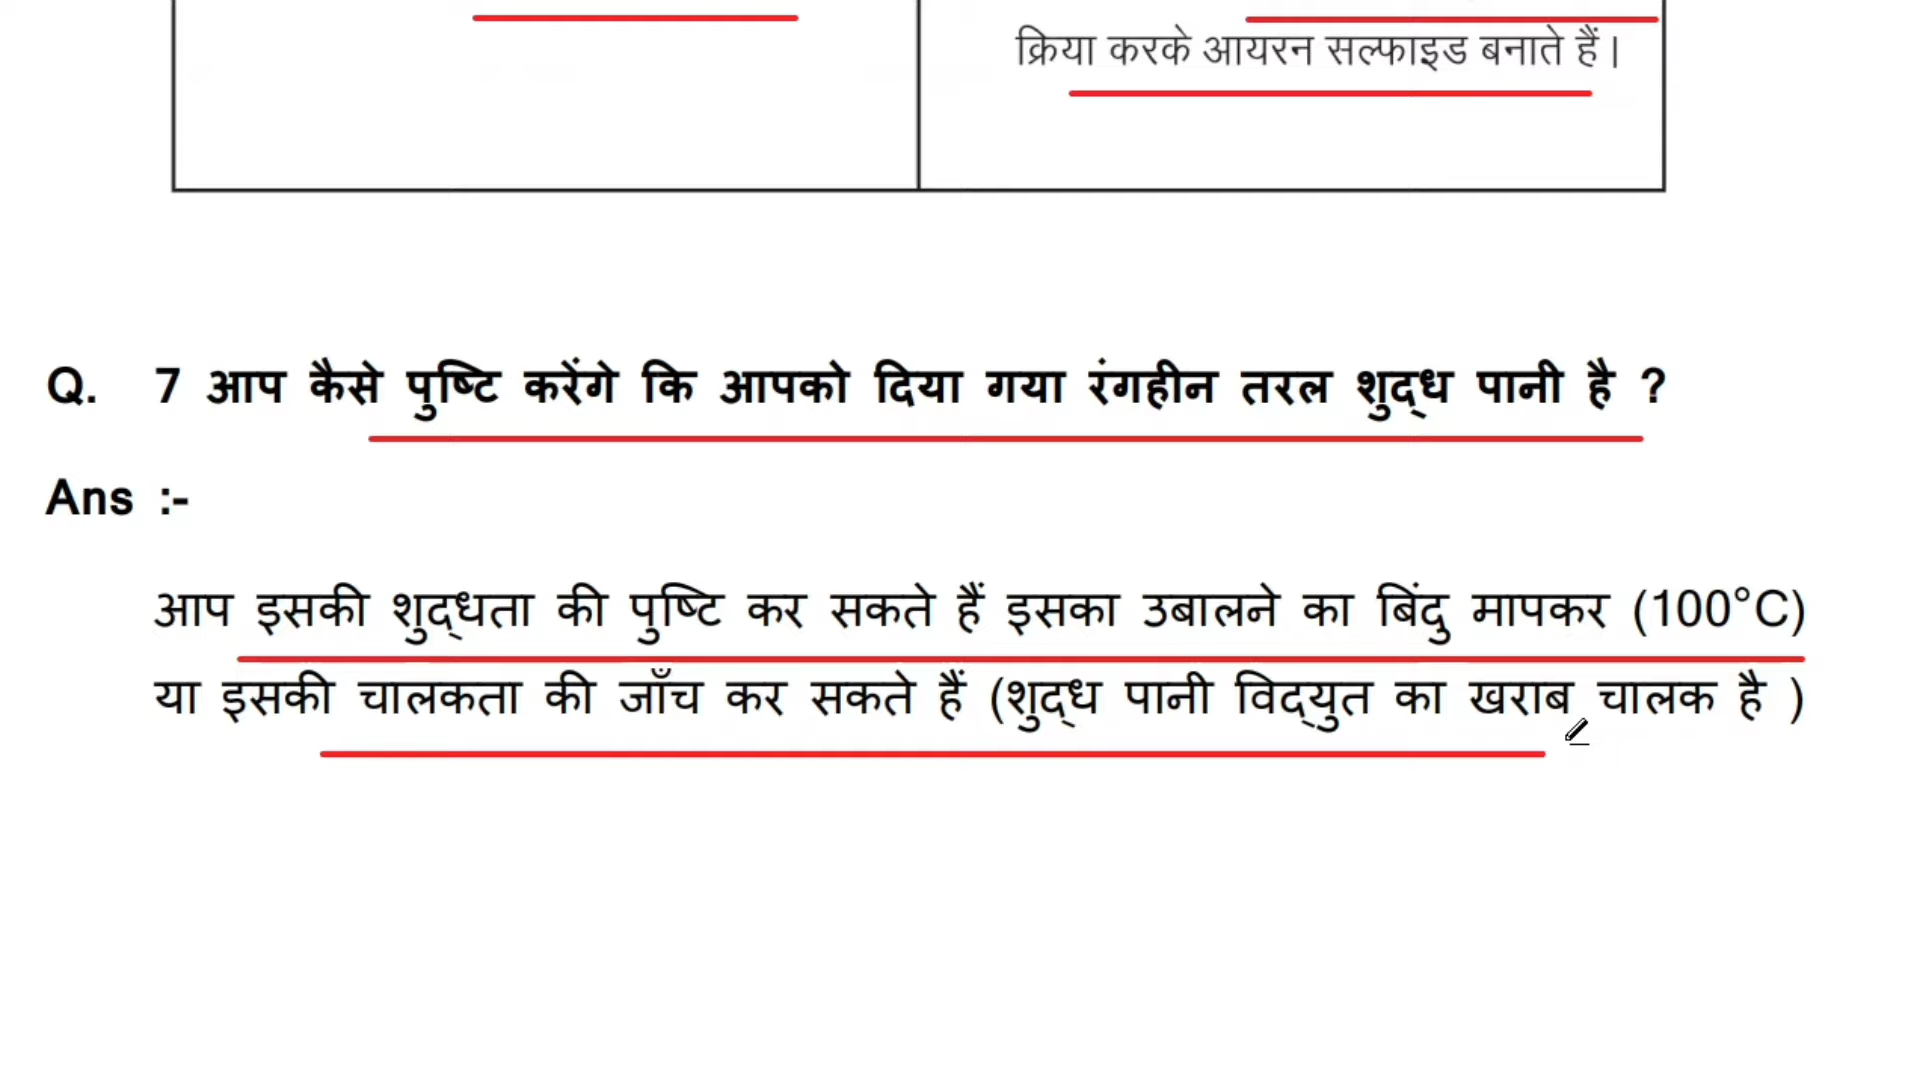 क्रिया करके आयरन सल्फाइड बनाते हैं।
Q. 7 आप कैसे पुष्टि करेंगे कि आपको दिया गया रंगहीन तरल शुद्ध पानी है ?
Ans :-
आप इसकी शुद्धता की पुष्टि कर सकते हैं इसका उबालने का बिंदु मापकर (100°C)
या इसकी चालकता की जाँच कर सकते हैं (शुद्ध पानी विद्युत का खराब चालक है )